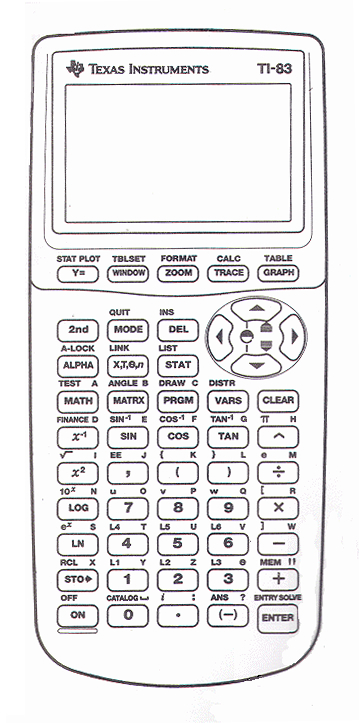 TEXAS INSTRUMENTS TI-83
STAT PLOT TBLSET FORMAT CALC TABLE
Y= WINDOW ZOOM TRACE GRAPH
QUIT INS
2nd MODE DEL
A-LOCK LINK LIST
ALPHA X,T,Θ,n STAT
TEST A ANGLE B DRAW C DISTR
MATH MATRX PRGM VARS CLEAR
FINANCE D SIN⁻¹ E COS⁻¹ F TAN⁻¹ G π H
x⁻¹ SIN COS TAN ^
√‾ I EE J { K } L e M
x² , ( ) ÷
10ˣ N u O v P w Q [ R
LOG 7 8 9 ×
eˣ S L4 T L5 U L6 V ] W
LN 4 5 6 −
RCL X L1 Y L2 Z L3 Θ MEM "
STO▶ 1 2 3 +
OFF CATALOG ⎵ i : ANS ? ENTRY SOLVE
ON 0 . (−) ENTER